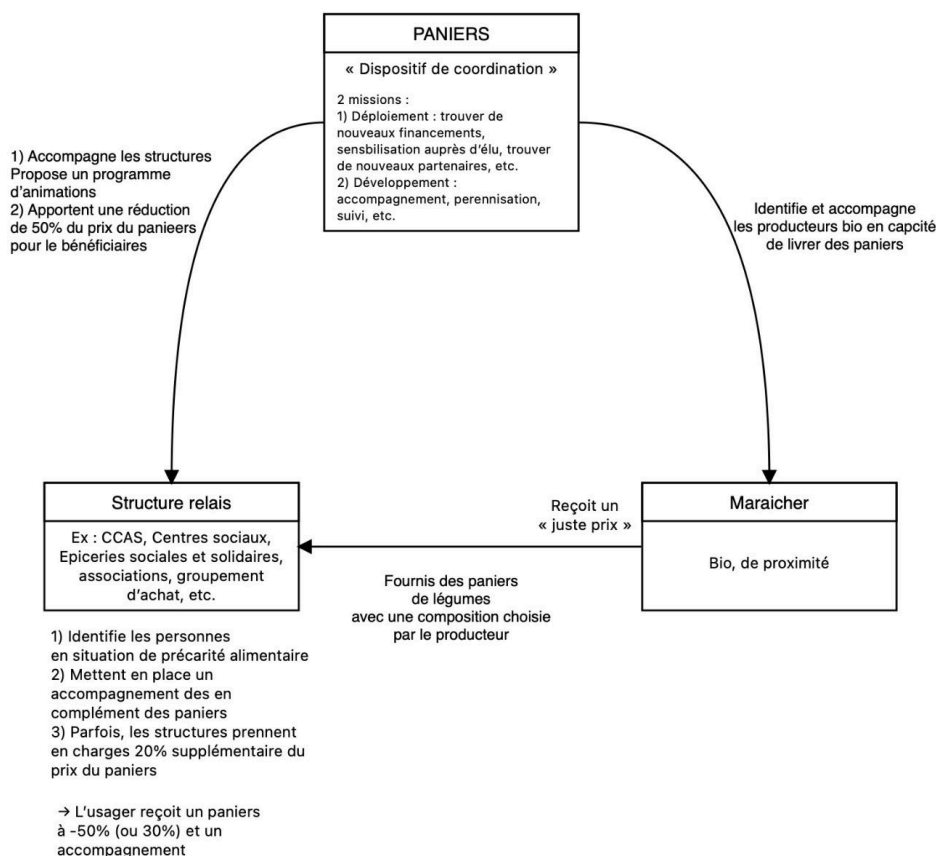 PANIERS
« Dispositif de coordination »
2 missions :
1) Déploiement : trouver de
nouveaux financements,
sensbilisation auprès d'élu, trouver
de nouveaux partenaires, etc.
2) Développement :
accompagnement, perennisation,
suivi, etc.
1) Accompagne les structures
Propose un programme
d'animations
2) Apportent une réduction
de 50% du prix du panieers
pour le bénéficiaires
Identifie et accompagne
les producteurs bio en capcité
de livrer des paniers
Structure relais
Ex : CCAS, Centres sociaux,
Epiceries sociales et solidaires,
associations, groupement
d'achat, etc.
Reçoit un
« juste prix »
Maraicher
Bio, de proximité
Fournis des paniers
de légumes
avec une composition choisie
par le producteur
1) Identifie les personnes
en situation de précarité alimentaire
2) Mettent en place un
accompagnement des en
complément des paniers
3) Parfois, les structures prennent
en charges 20% supplémentaire du
prix du paniers
→ L'usager reçoit un paniers
à -50% (ou 30%) et un
accompagnement